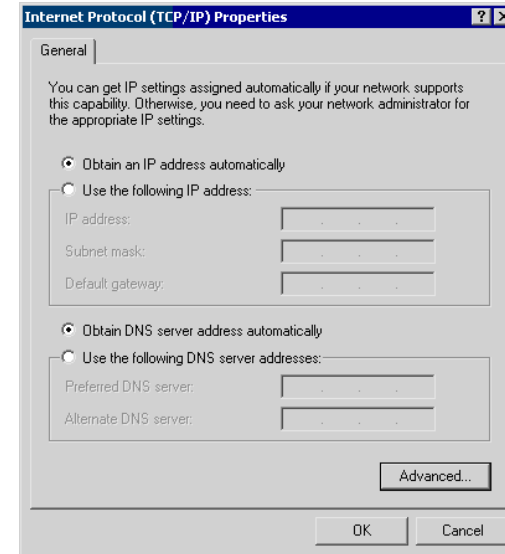 Internet Protocol (TCP/IP) Properties
General
You can get IP settings assigned automatically if your network supports
this capability. Otherwise, you need to ask your network administrator for
the appropriate IP settings.
Obtain an IP address automatically
Use the following IP address:
IP address:
Subnet mask:
Default gateway:
Obtain DNS server address automatically
Use the following DNS server addresses:
Preferred DNS server:
Alternate DNS server:
Advanced...
OK Cancel